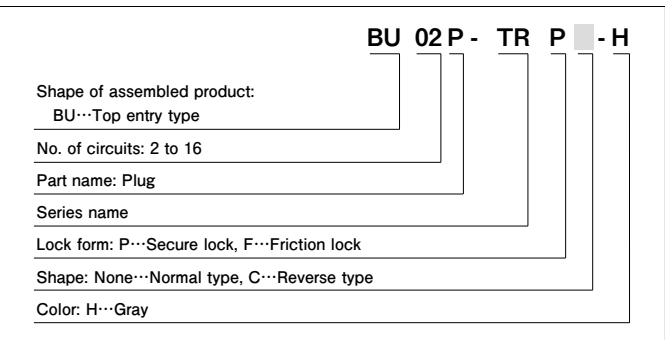 BU 02 P - TR P - H
Shape of assembled product:
BU⋯Top entry type
No. of circuits: 2 to 16
Part name: Plug
Series name
Lock form: P⋯Secure lock, F⋯Friction lock
Shape: None⋯Normal type, C⋯Reverse type
Color: H⋯Gray